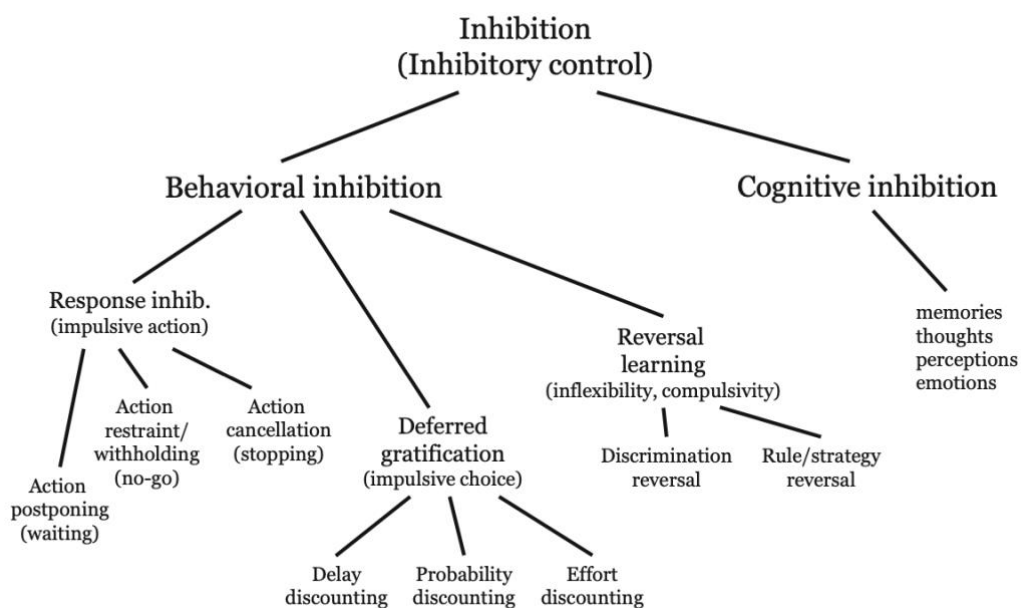 Inhibition
(Inhibitory control)
Behavioral inhibition
Cognitive inhibition
Response inhib.
(impulsive action)
Action
postponing
(waiting)
Action
restraint/
withholding
(no-go)
Action
cancellation
(stopping)
Deferred
gratification
(impulsive choice)
Delay
discounting
Probability
discounting
Effort
discounting
Reversal
learning
(inflexibility, compulsivity)
Discrimination
reversal
Rule/strategy
reversal
memories
thoughts
perceptions
emotions